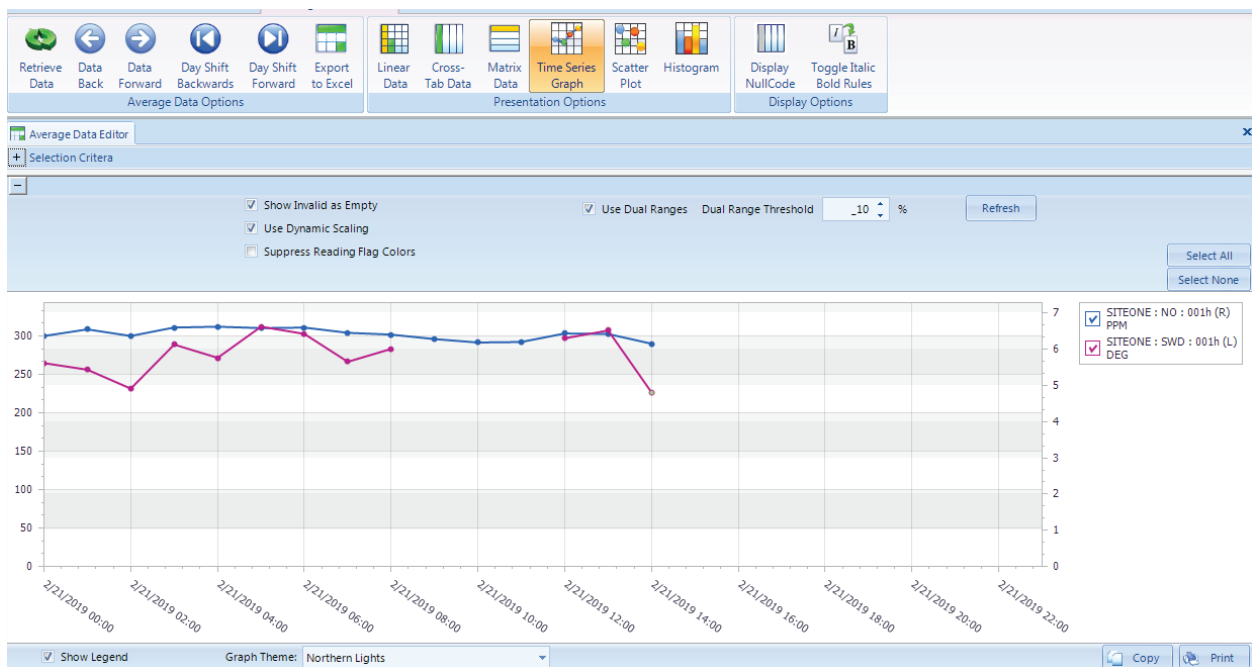 Retrieve Data
Data Back
Data Forward
Day Shift Backwards
Day Shift Forward
Export to Excel
Average Data Options
Linear Data
Cross-Tab Data
Matrix Data
Time Series Graph
Scatter Plot
Histogram
Presentation Options
Display NullCode
Toggle Italic Bold Rules
Display Options
Average Data Editor
Selection Critera
Show Invalid as Empty
Use Dynamic Scaling
Suppress Reading Flag Colors
Use Dual Ranges
Dual Range Threshold
_10 %
Refresh
Select All
Select None
300
250
200
150
100
50
0
7
6
5
4
3
2
1
0
SITEONE : NO : 001h (R)
PPM
SITEONE : SWD : 001h (L)
DEG
2/21/2019 00:00
2/21/2019 02:00
2/21/2019 04:00
2/21/2019 06:00
2/21/2019 08:00
2/21/2019 10:00
2/21/2019 12:00
2/21/2019 14:00
2/21/2019 16:00
2/21/2019 18:00
2/21/2019 20:00
2/21/2019 22:00
Show Legend
Graph Theme: Northern Lights
Copy
Print